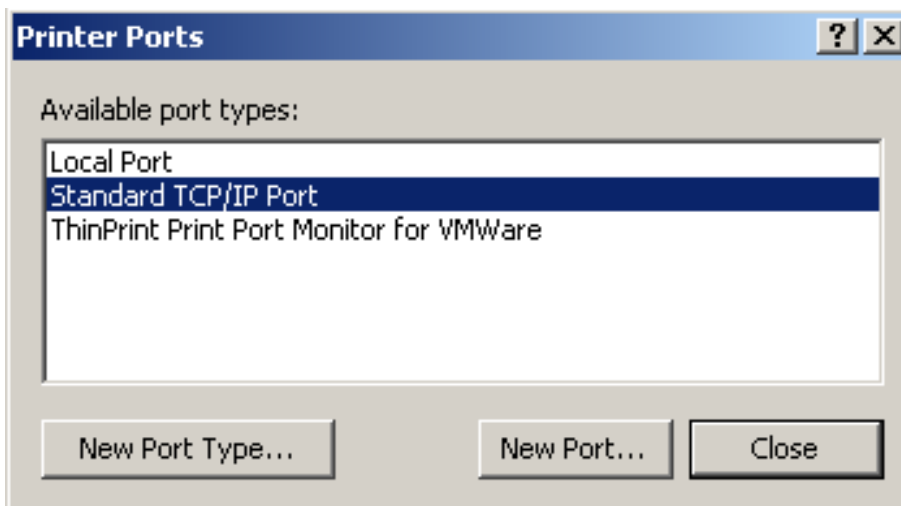 Printer Ports
Available port types:
Local Port
Standard TCP/IP Port
ThinPrint Print Port Monitor for VMWare
New Port Type... New Port... Close